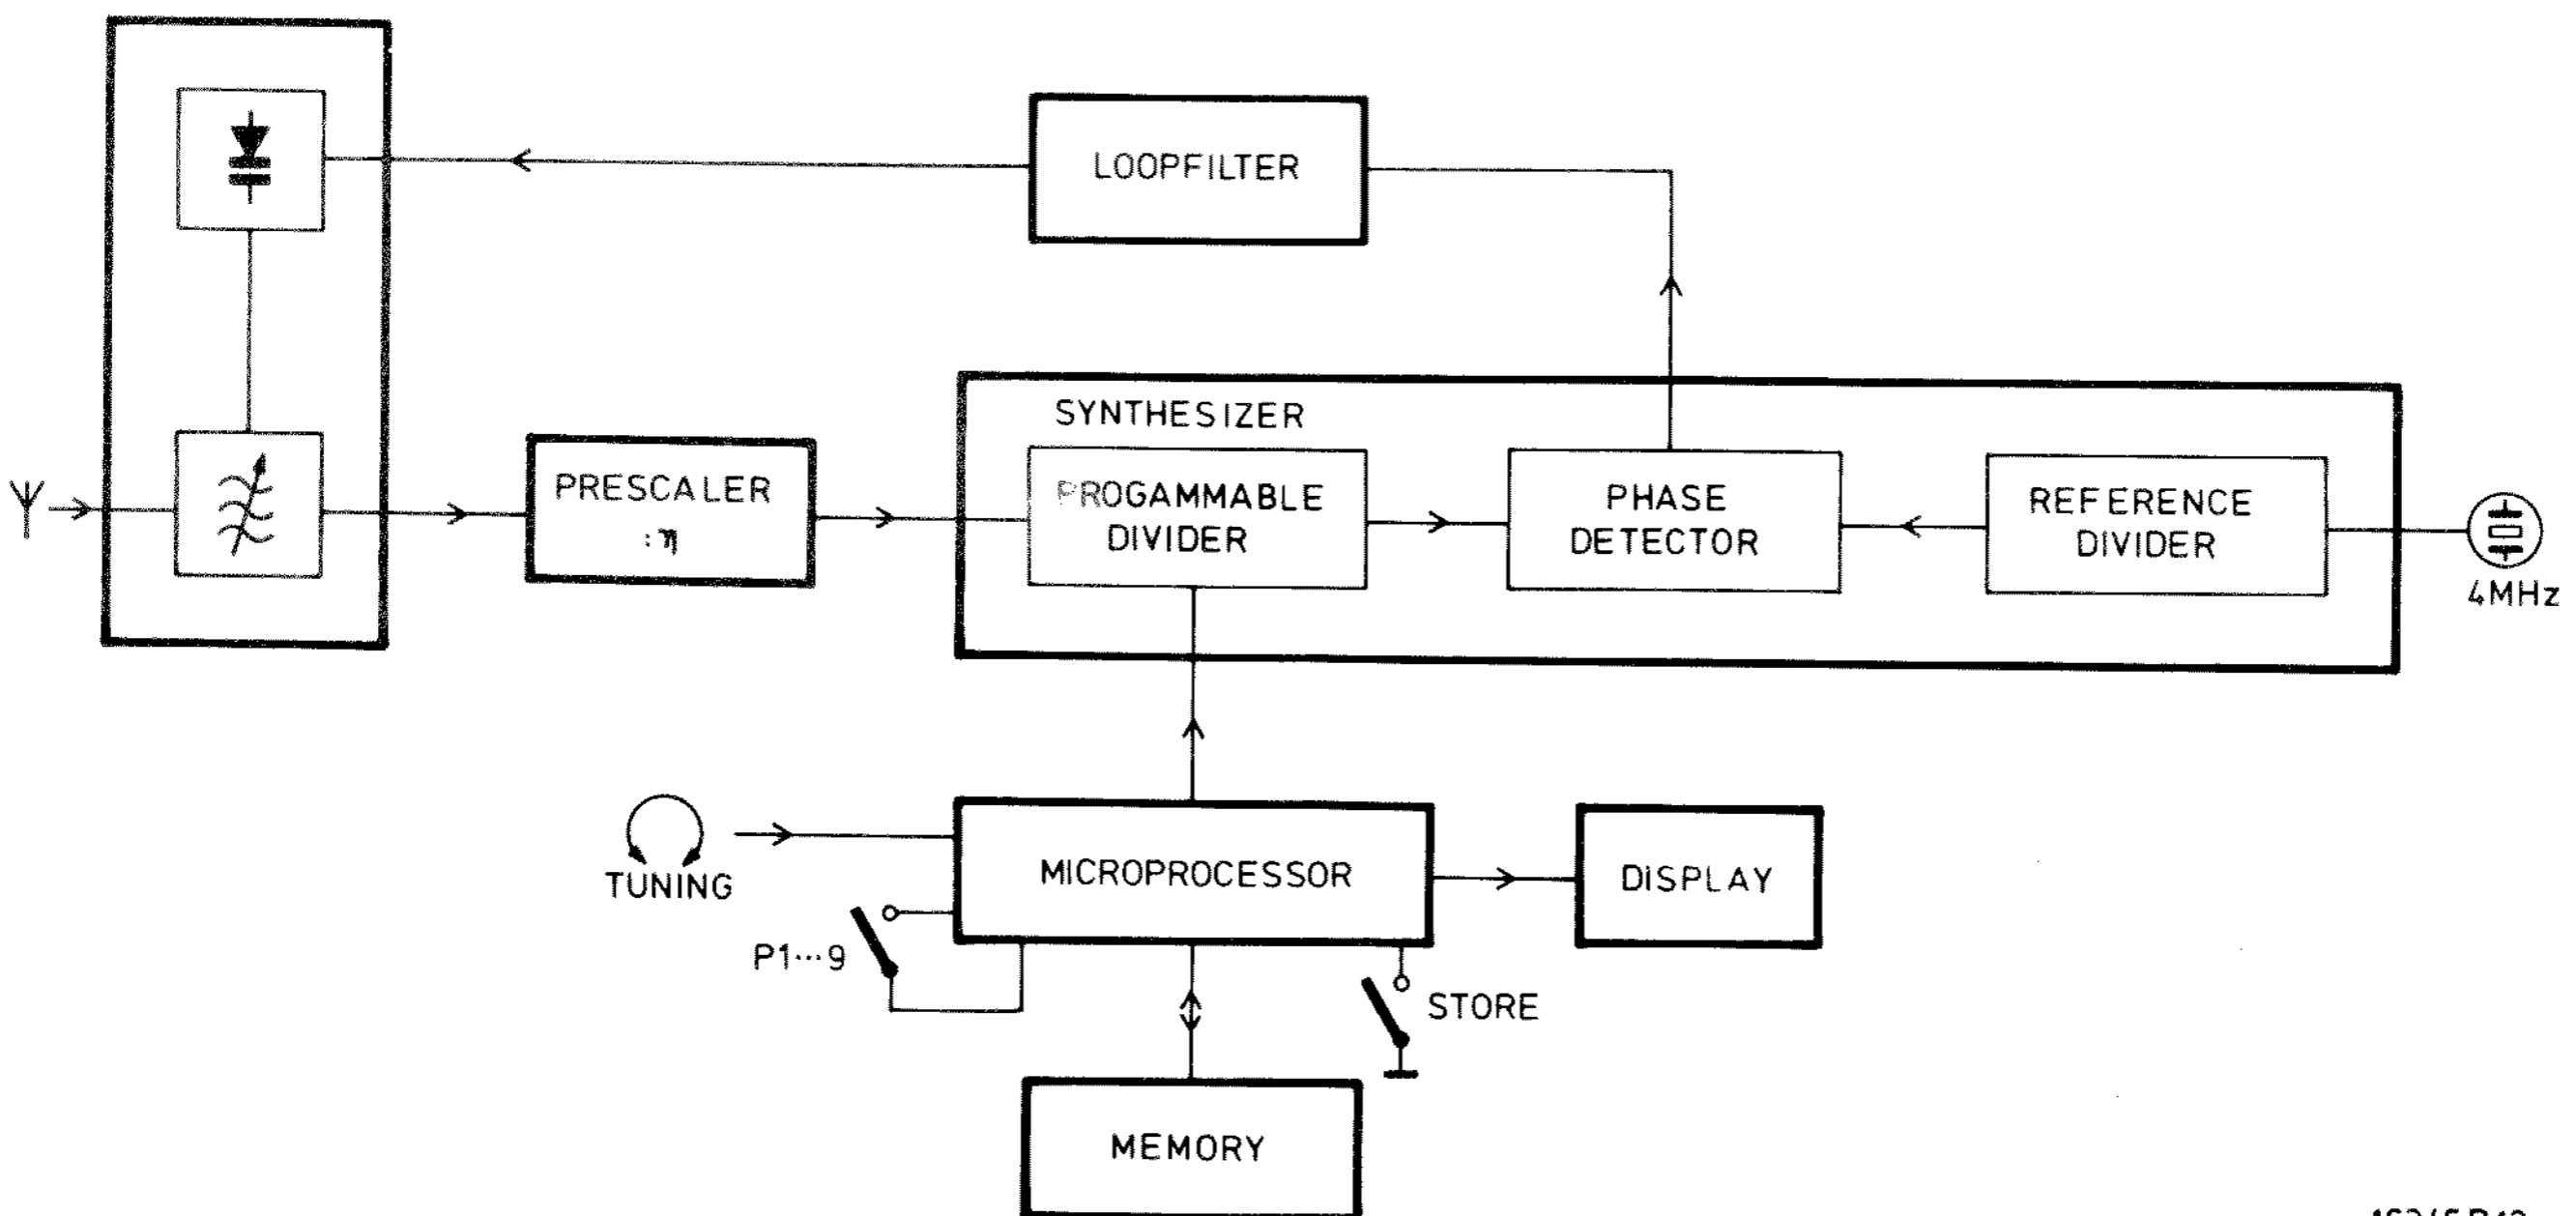 LOOPFILTER
SYNTHESIZER
PRESCALER
:η
PROGAMMABLE
DIVIDER
PHASE
DETECTOR
REFERENCE
DIVIDER
4MHz
TUNING
MICROPROCESSOR
DISPLAY
P1...9
STORE
MEMORY